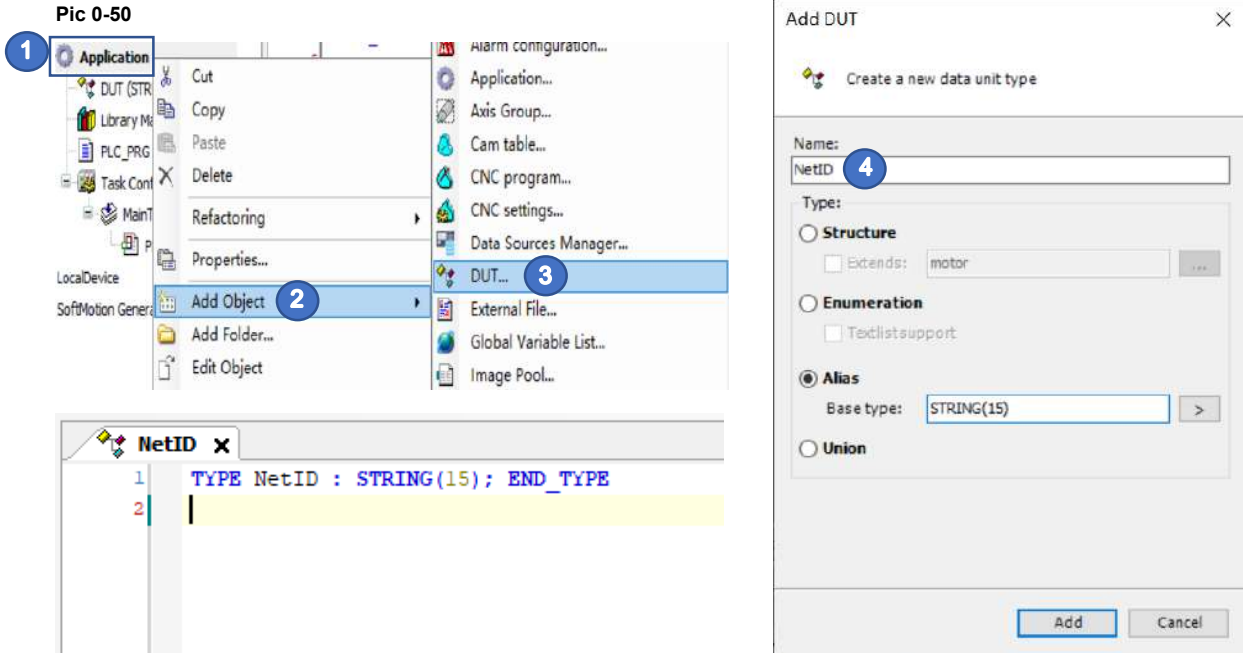 Pic 0-50
1
Application
DUT (STR
Library Ma
PLC_PRG
Task Conf
MainT
P
LocalDevice
SoftMotion Genera
Cut
Copy
Paste
Delete
Refactoring
Properties...
Add Object 2
Add Folder...
Edit Object
Alarm configuration...
Application...
Axis Group...
Cam table...
CNC program...
CNC settings...
Data Sources Manager...
DUT... 3
External File...
Global Variable List...
Image Pool...
NetID x
1 TYPE NetID : STRING(15); END_TYPE
2
Add DUT
Create a new data unit type
Name:
NetID 4
Type:
Structure
Extends: motor ...
Enumeration
Textlist support
Alias
Base type: STRING(15) >
Union
Add Cancel